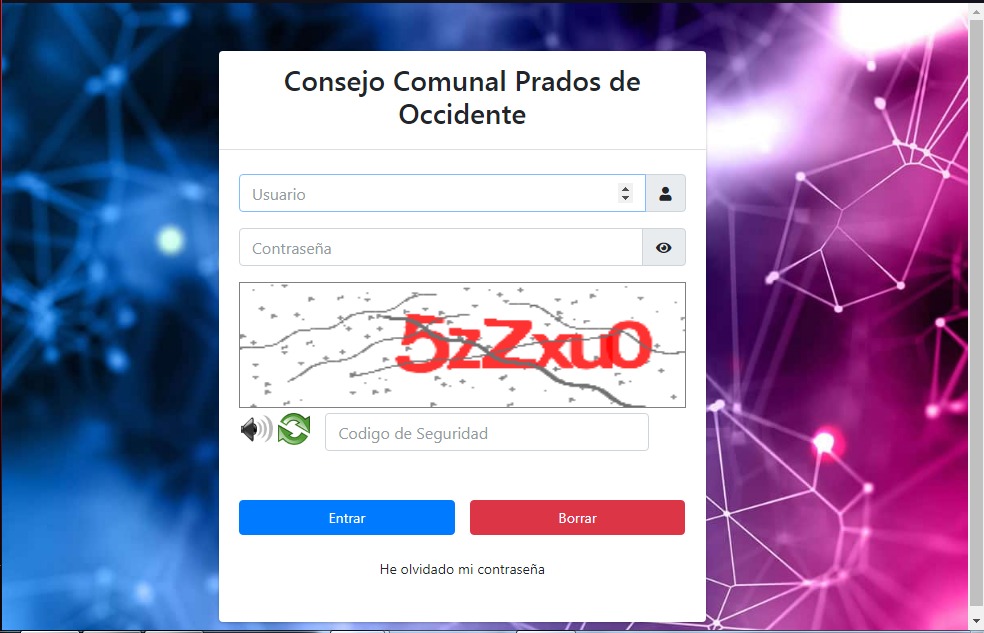 Consejo Comunal Prados de
Occidente
Usuario
Contraseña
5zZxu0
Codigo de Seguridad
Entrar
Borrar
He olvidado mi contraseña